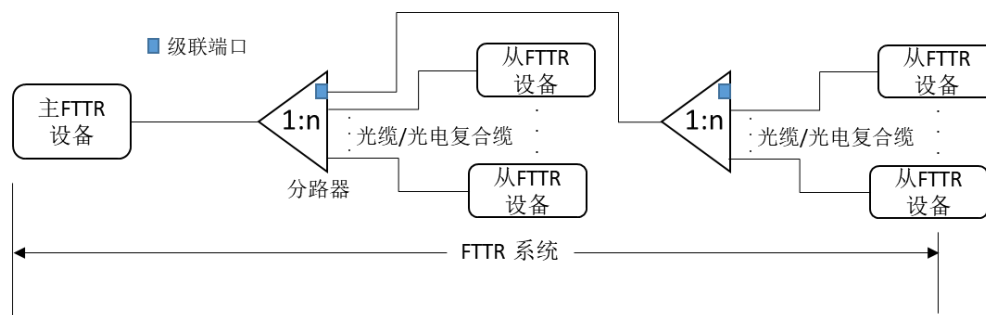 级联端口
从FTTR
设备
从FTTR
设备
主FTTR
设备
1:n
光缆/光电复合缆
1:n
光缆/光电复合缆
分路器
从FTTR
设备
从FTTR
设备
FTTR 系统